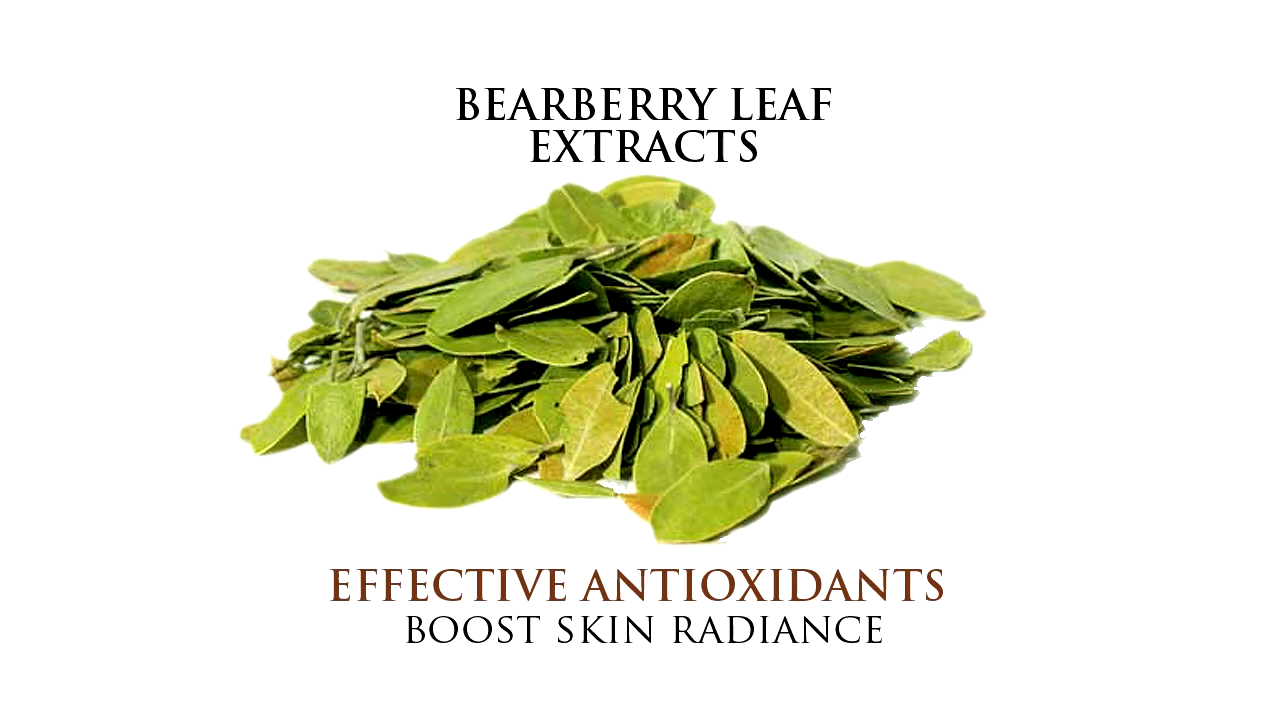 BEARBERRY LEAF
EXTRACTS
EFFECTIVE ANTIOXIDANTS
BOOST SKIN RADIANCE